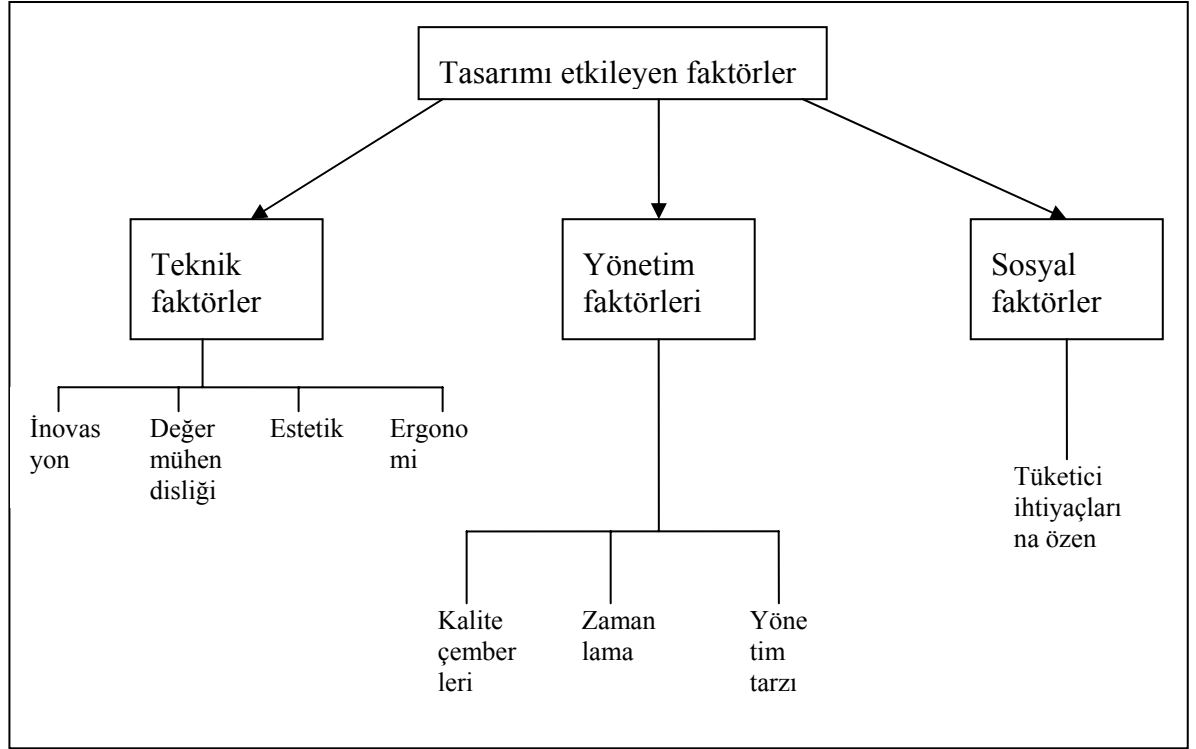 Tasarımı etkileyen faktörler
Teknik
faktörler
Yönetim
faktörleri
Sosyal
faktörler
İnovas
yon
Değer
mühen
disliği
Estetik
Ergono
mi
Tüketici
ihtiyaçları
na özen
Kalite
çember
leri
Zaman
lama
Yöne
tim
tarzı